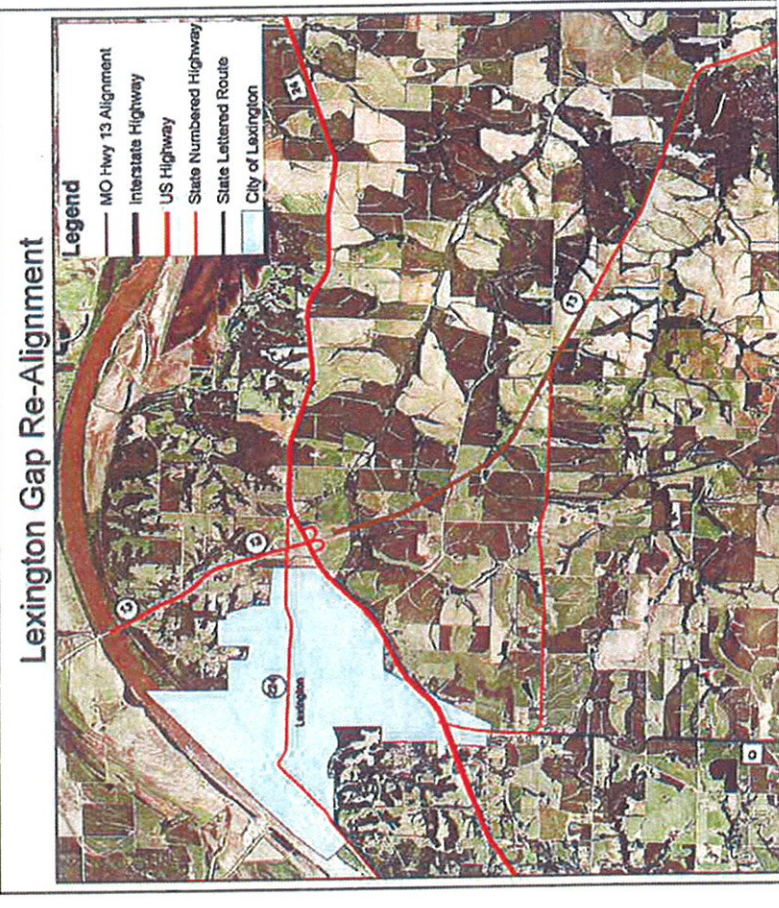 Lexington Gap Re-Alignment
Legend
MO Hwy 13 Alignment
Interstate Highway
US Highway
State Numbered Highway
State Lettered Route
City of Lexington
24
13
13
13
224
Lexington
O